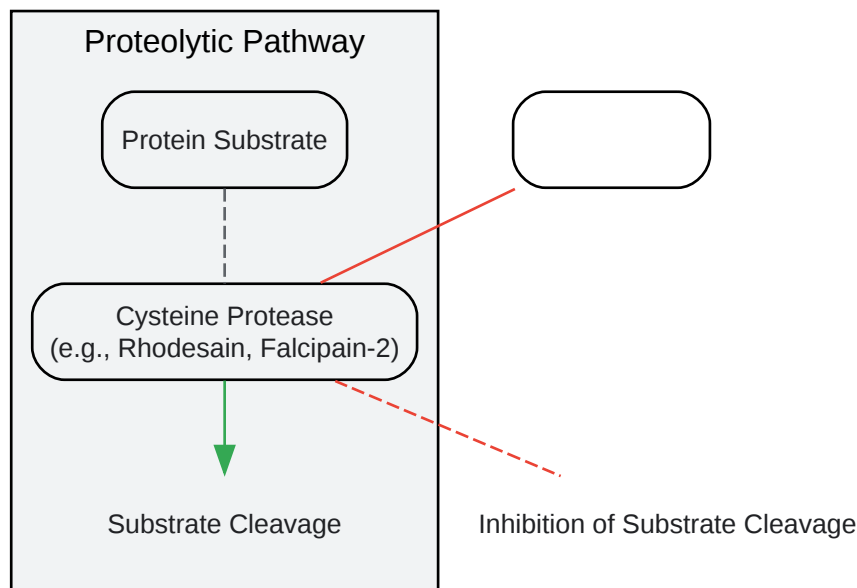 Proteolytic Pathway
Protein Substrate
Cysteine Protease
(e.g., Rhodesain, Falcipain-2)
Substrate Cleavage
Inhibition of Substrate Cleavage